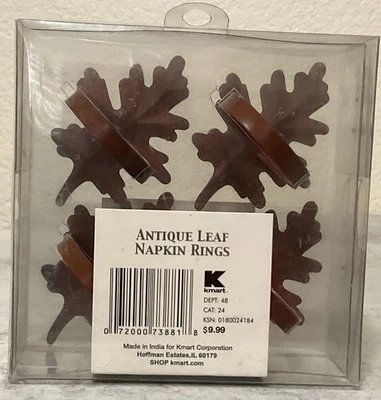 ANTIQUE LEAF
NAPKIN RINGS
K
kmart
DEPT: 48
CAT: 24
KSN: 0180024184
$9.99
0 72000 73881 8
Made in India for Kmart Corporation
Hoffman Estates,IL 60179
SHOP kmart.com